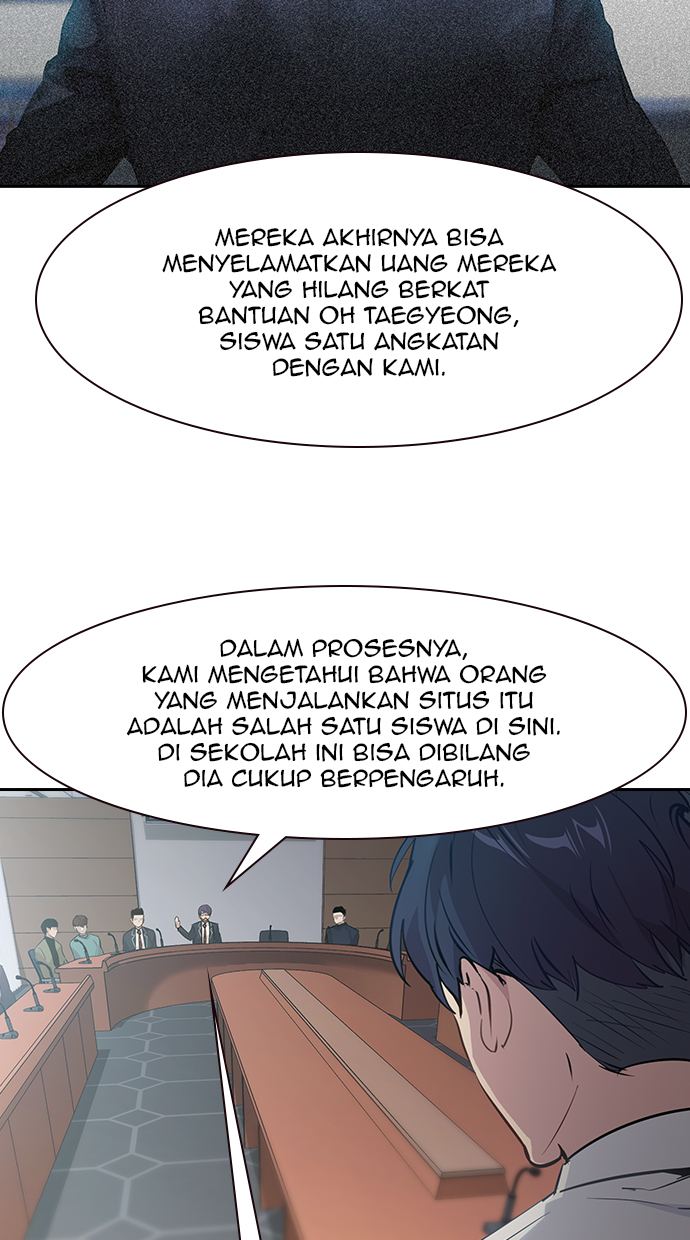 MEREKA AKHIRNYA BISA
MENYELAMATKAN UANG MEREKA
YANG HILANG BERKAT
BANTUAN OH TAEGYEONG,
SISWA SATU ANGKATAN
DENGAN KAMI.
DALAM PROSESNYA,
KAMI MENGETAHUI BAHWA ORANG
YANG MENJALANKAN SITUS ITU
ADALAH SALAH SATU SISWA DI SINI.
DI SEKOLAH INI BISA DIBILANG
DIA CUKUP BERPENGARUH.